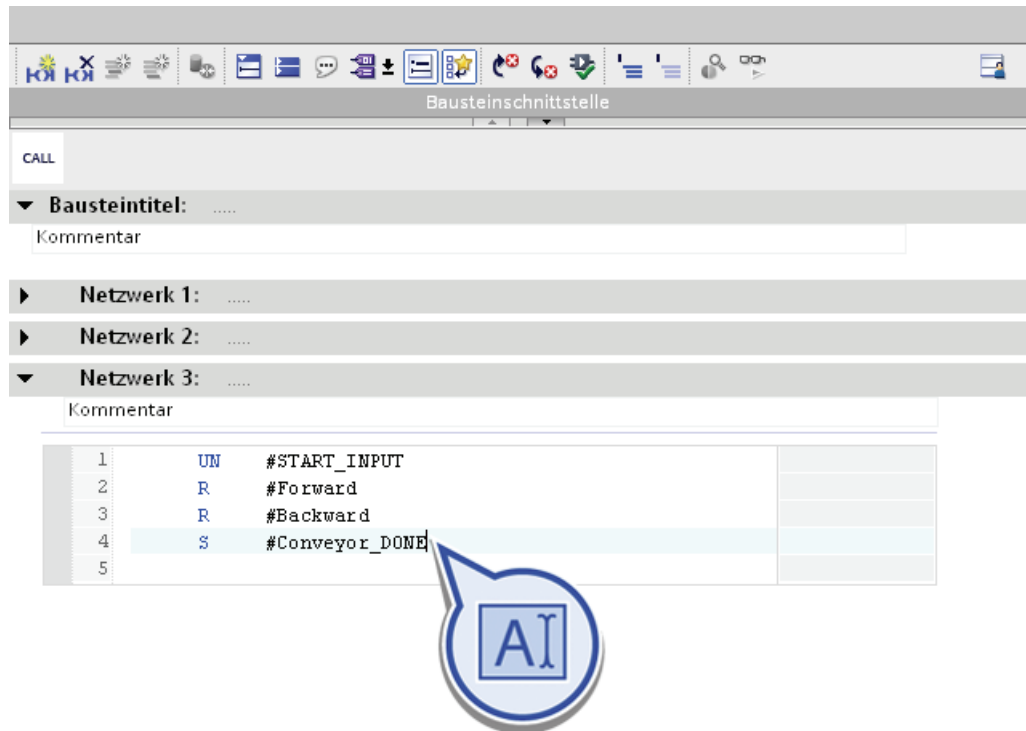 Bausteinschnittstelle
CALL
Bausteintitel: .....
Kommentar
Netzwerk 1: .....
Netzwerk 2: .....
Netzwerk 3: .....
Kommentar
1 UN #START_INPUT
2 R #Forward
3 R #Backward
4 S #Conveyor_DONE
5
AI